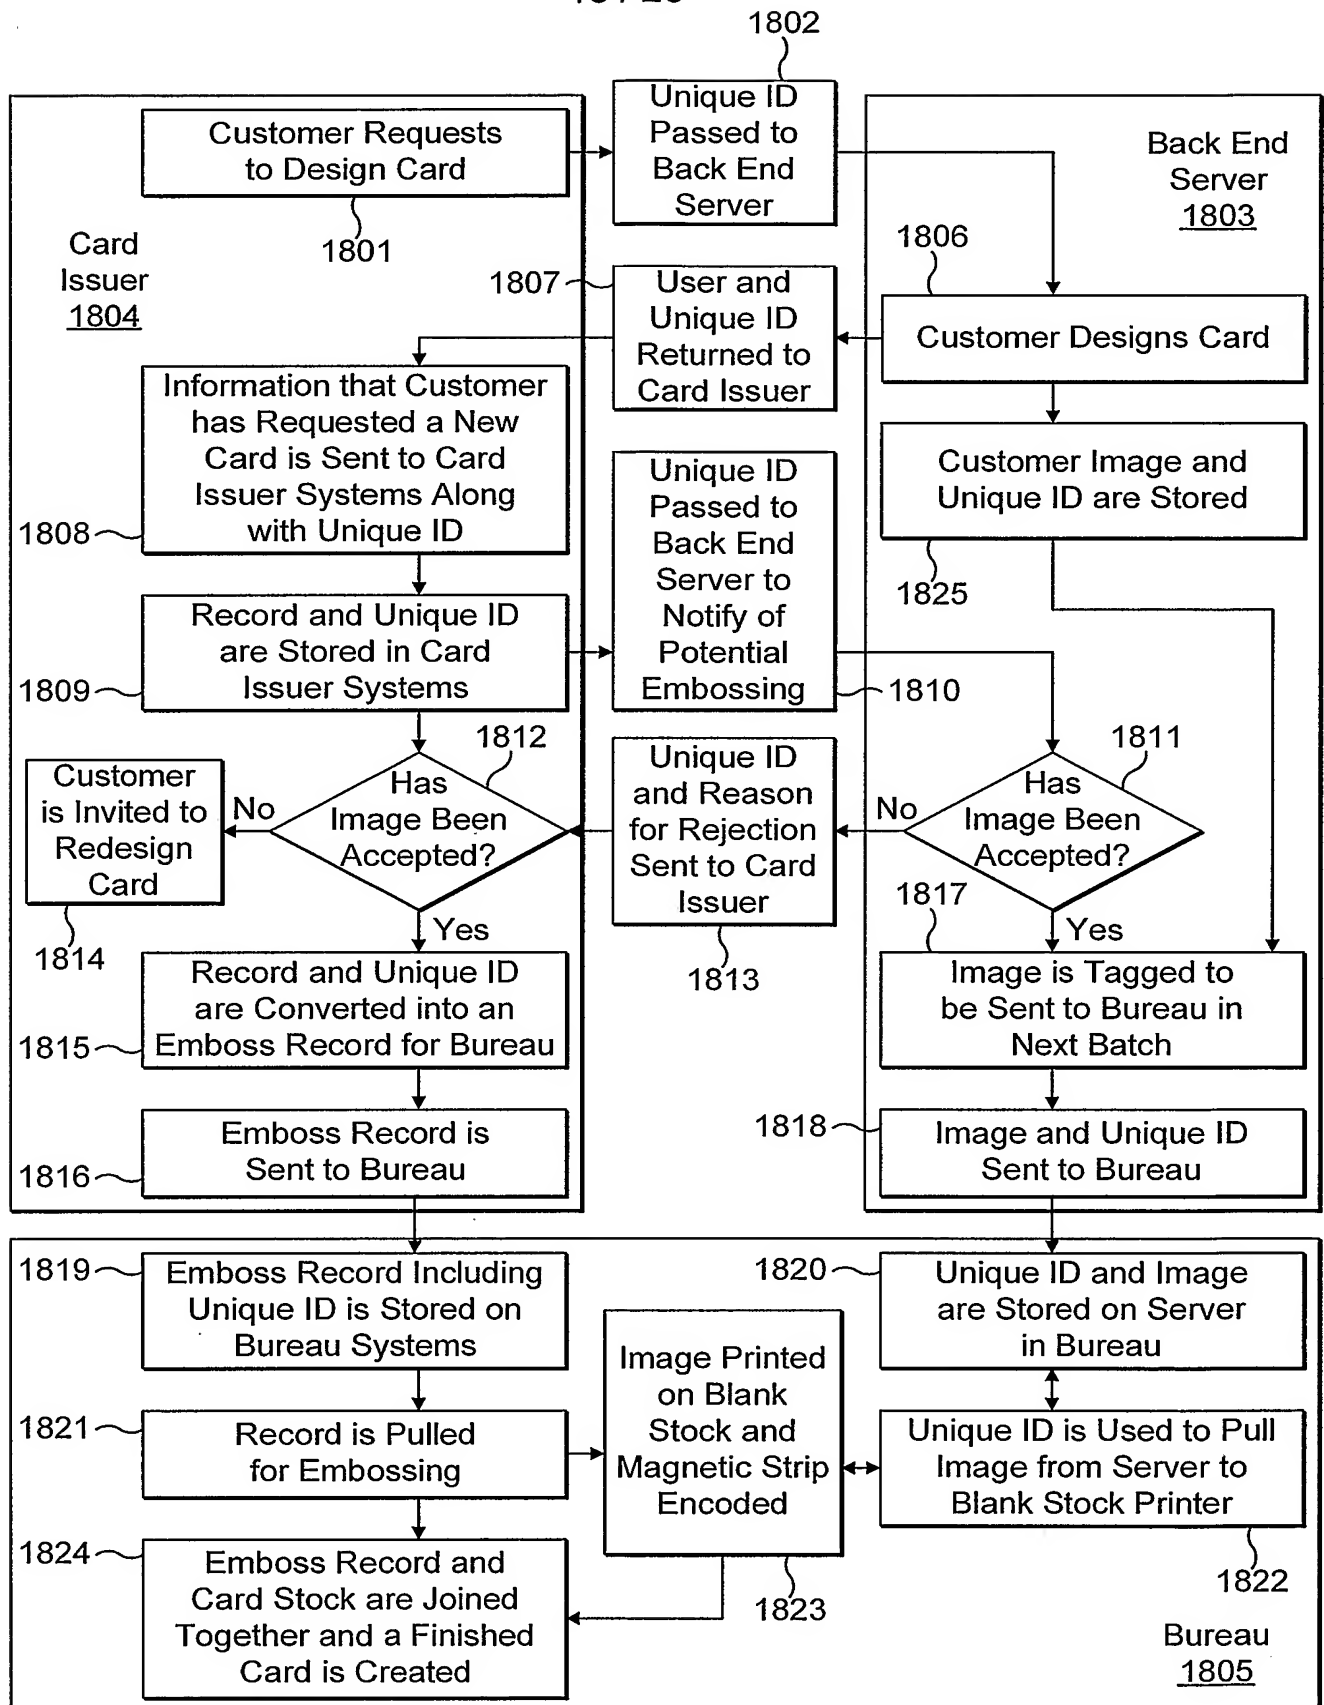 1802
Unique ID
Passed to
Back End
Server
Customer Requests
to Design Card
1801
Card
Issuer
1804
Back End
Server
1803
1806
Customer Designs Card
1807
User and
Unique ID
Returned to
Card Issuer
Information that Customer
has Requested a New
Card is Sent to Card
Issuer Systems Along
with Unique ID
1808
Unique ID
Passed to
Back End
Server to
Notify of
Potential
Embossing
1810
Customer Image and
Unique ID are Stored
1825
Record and Unique ID
are Stored in Card
Issuer Systems
1809
1812
Has
Image Been
Accepted?
No
Yes
Customer
is Invited to
Redesign
Card
1814
Unique ID
and Reason
for Rejection
Sent to Card
Issuer
1813
1811
Has
Image Been
Accepted?
No
Yes
1817
Record and Unique ID
are Converted into an
Emboss Record for Bureau
1815
Image is Tagged to
be Sent to Bureau in
Next Batch
Emboss Record is
Sent to Bureau
1816
1818
Image and Unique ID
Sent to Bureau
1819
Emboss Record Including
Unique ID is Stored on
Bureau Systems
1820
Unique ID and Image
are Stored on Server
in Bureau
1821
Record is Pulled
for Embossing
Image Printed
on Blank
Stock and
Magnetic Strip
Encoded
1823
Unique ID is Used to Pull
Image from Server to
Blank Stock Printer
1822
1824
Emboss Record and
Card Stock are Joined
Together and a Finished
Card is Created
Bureau
1805